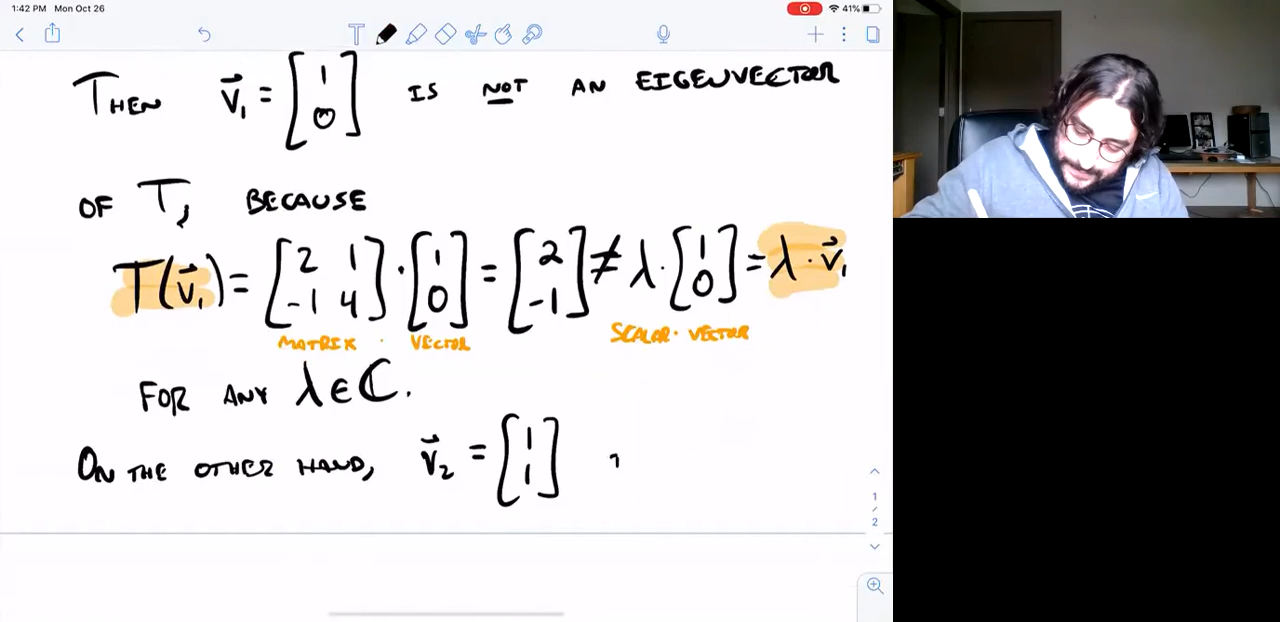 1:42 PM Mon Oct 26
41%
THEN v⃗₁ = [1 0] IS NOT AN EIGENVECTOR
OF T, BECAUSE
T(v⃗₁) = [2 1 -1 4] · [1 0] = [2 -1] ≠ λ · [1 0] = λ · v⃗₁
MATRIX · VECTOR SCALAR · VECTOR
FOR ANY λ ∈ ℂ.
ON THE OTHER HAND, v⃗₂ = [1 1]
1
/
2